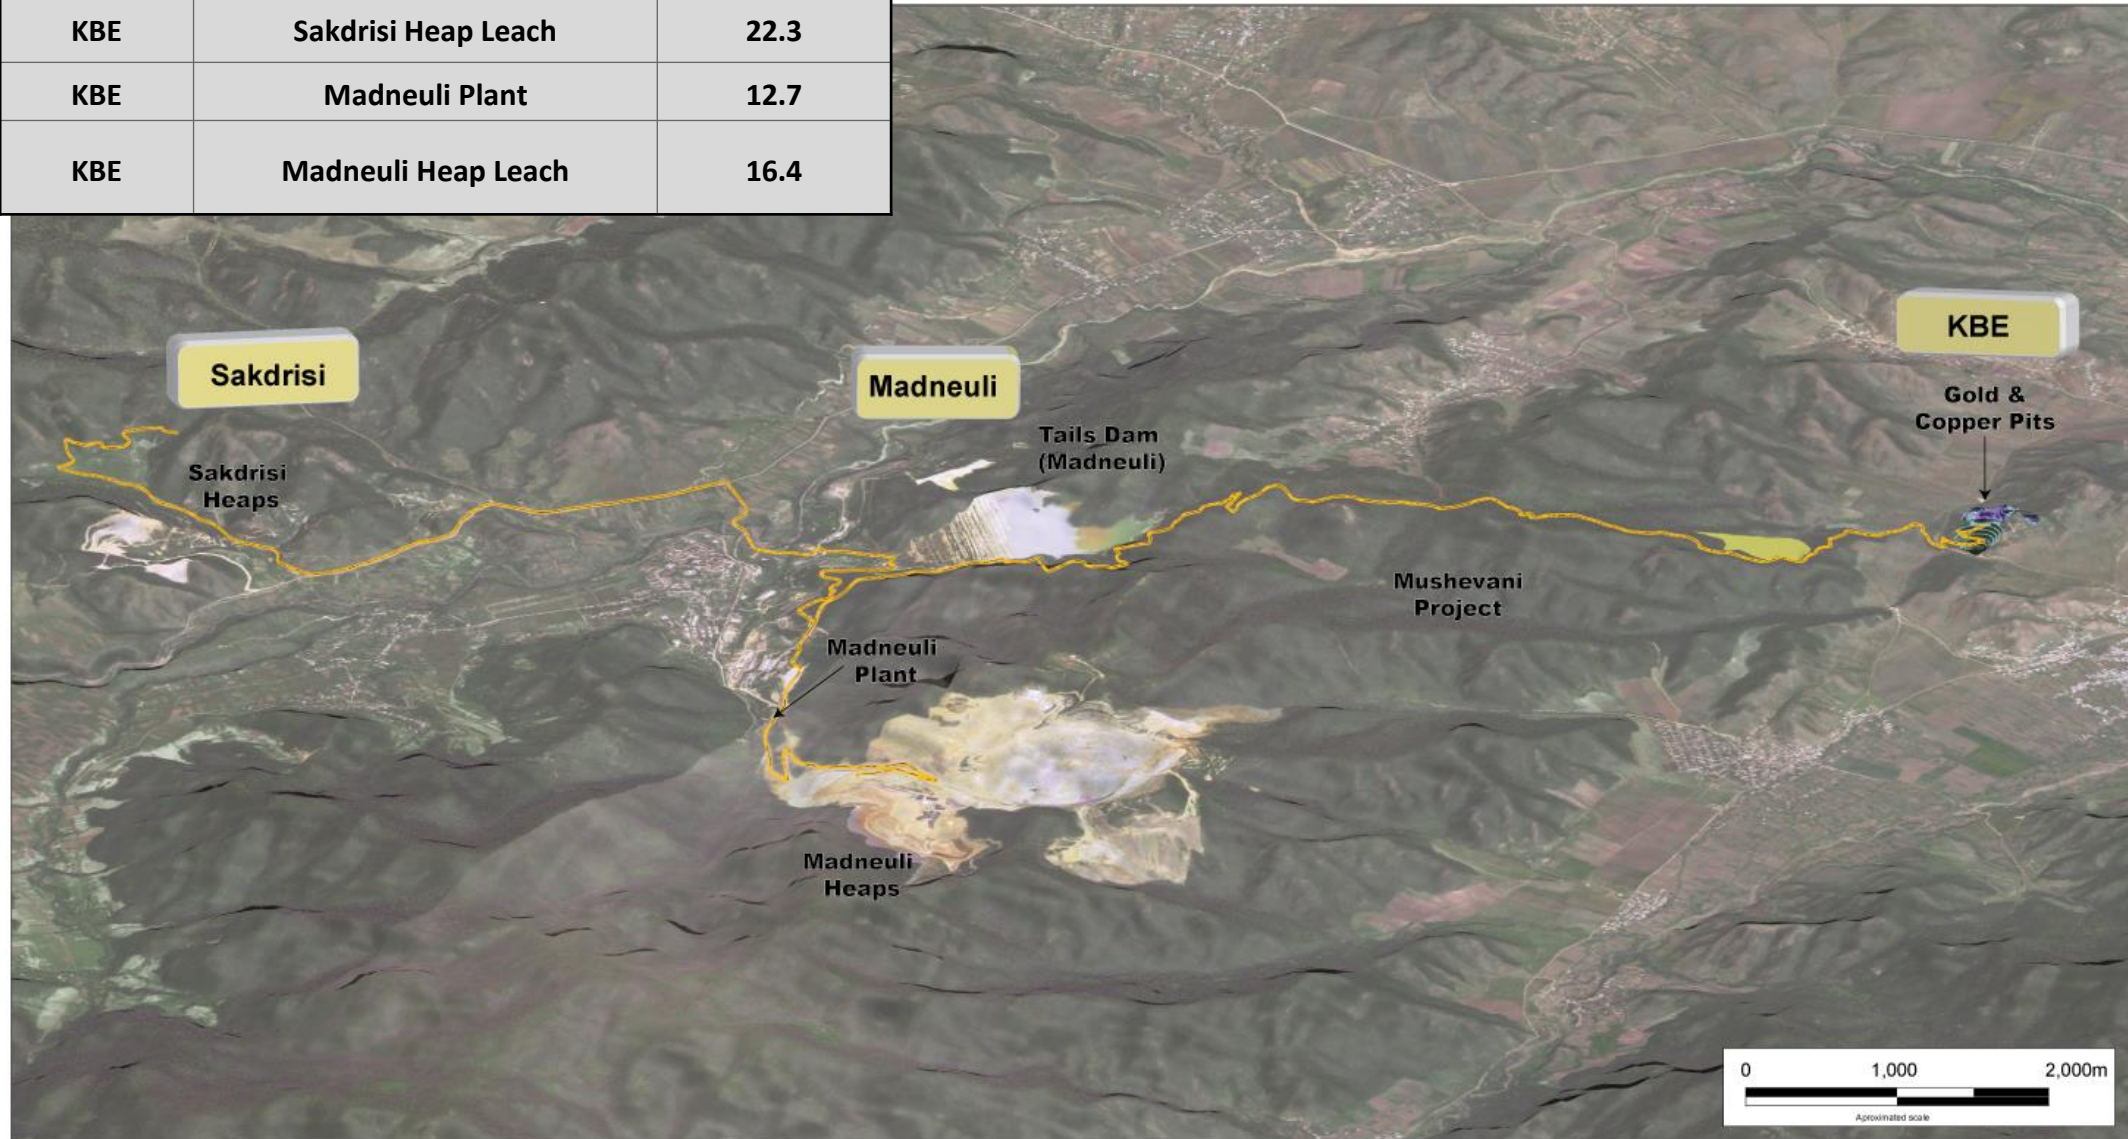 KBE Sakdrisi Heap Leach 22.3
KBE Madneuli Plant 12.7
KBE Madneuli Heap Leach 16.4
KBE
Sakdrisi
Madneuli
Gold &
Copper Pits
Tails Dam
(Madneuli)
Sakdrisi
Heaps
Mushevani
Project
Madneuli
Plant
Madneuli
Heaps
0 1,000 2,000m
Aproximated scale